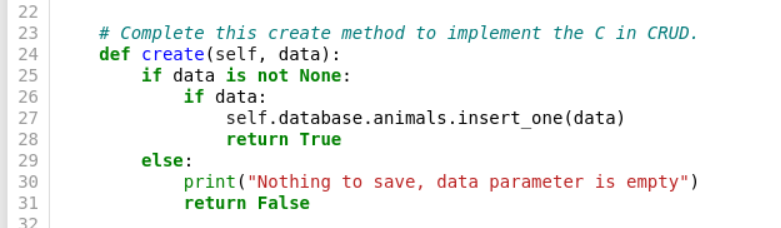 22
23     # Complete this create method to implement the C in CRUD.
24     def create(self, data):
25         if data is not None:
26             if data:
27                 self.database.animals.insert_one(data)
28                 return True
29         else:
30             print("Nothing to save, data parameter is empty")
31             return False
32